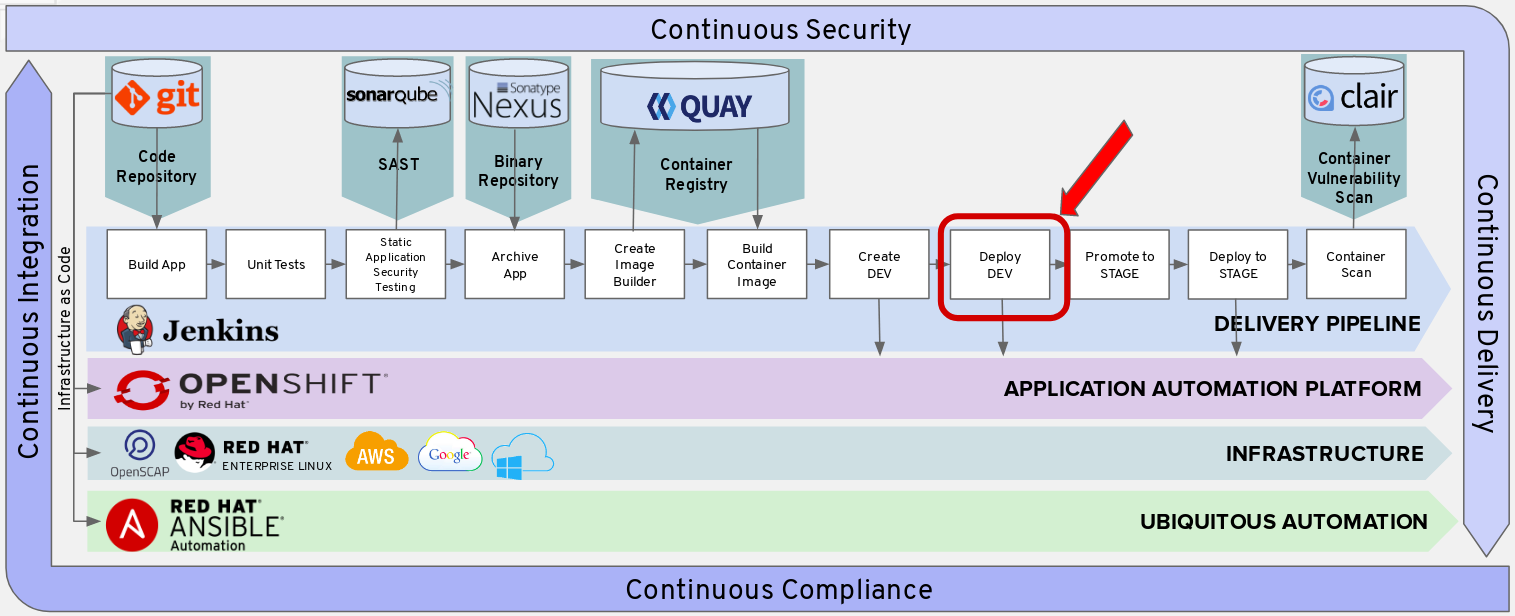 Continuous Security
git
sonarqube
Sonatype
Nexus
QUAY
clair
Code
Repository
SAST
Binary
Repository
Container
Registry
Container
Vulnerability
Scan
Continuous Integration
Infrastructure as Code
Continuous Delivery
Build App
Unit Tests
Static
Application
Security
Testing
Archive
App
Create
Image
Builder
Build
Container
Image
Create
DEV
Deploy
DEV
Promote to
STAGE
Deploy to
STAGE
Container
Scan
Jenkins
DELIVERY PIPELINE
OPENSHIFT®
by Red Hat®
APPLICATION AUTOMATION PLATFORM
OpenSCAP
RED HAT®
ENTERPRISE LINUX
AWS
Google
INFRASTRUCTURE
RED HAT®
ANSIBLE®
Automation
UBIQUITOUS AUTOMATION
Continuous Compliance